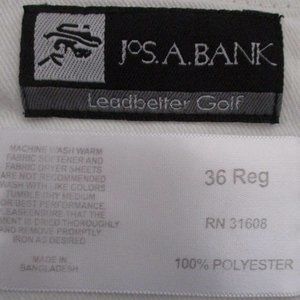 JOS. A. BANK
Leadbetter Golf
MACHINE WASH WARM
FABRIC SOFTENER AND
FABRIC DRYER SHEETS
ARE NOT RECOMMENDED
WASH WITH LIKE COLORS
TUMBLE DRY MEDIUM
FOR BEST PERFORMANCE,
PLEASE ENSURE THAT THE
GARMENT IS DRIED THOROUGHLY
AND REMOVE PROMPTLY
IRON AS DESIRED
MADE IN
BANGLADESH
36 Reg
RN 31608
100% POLYESTER